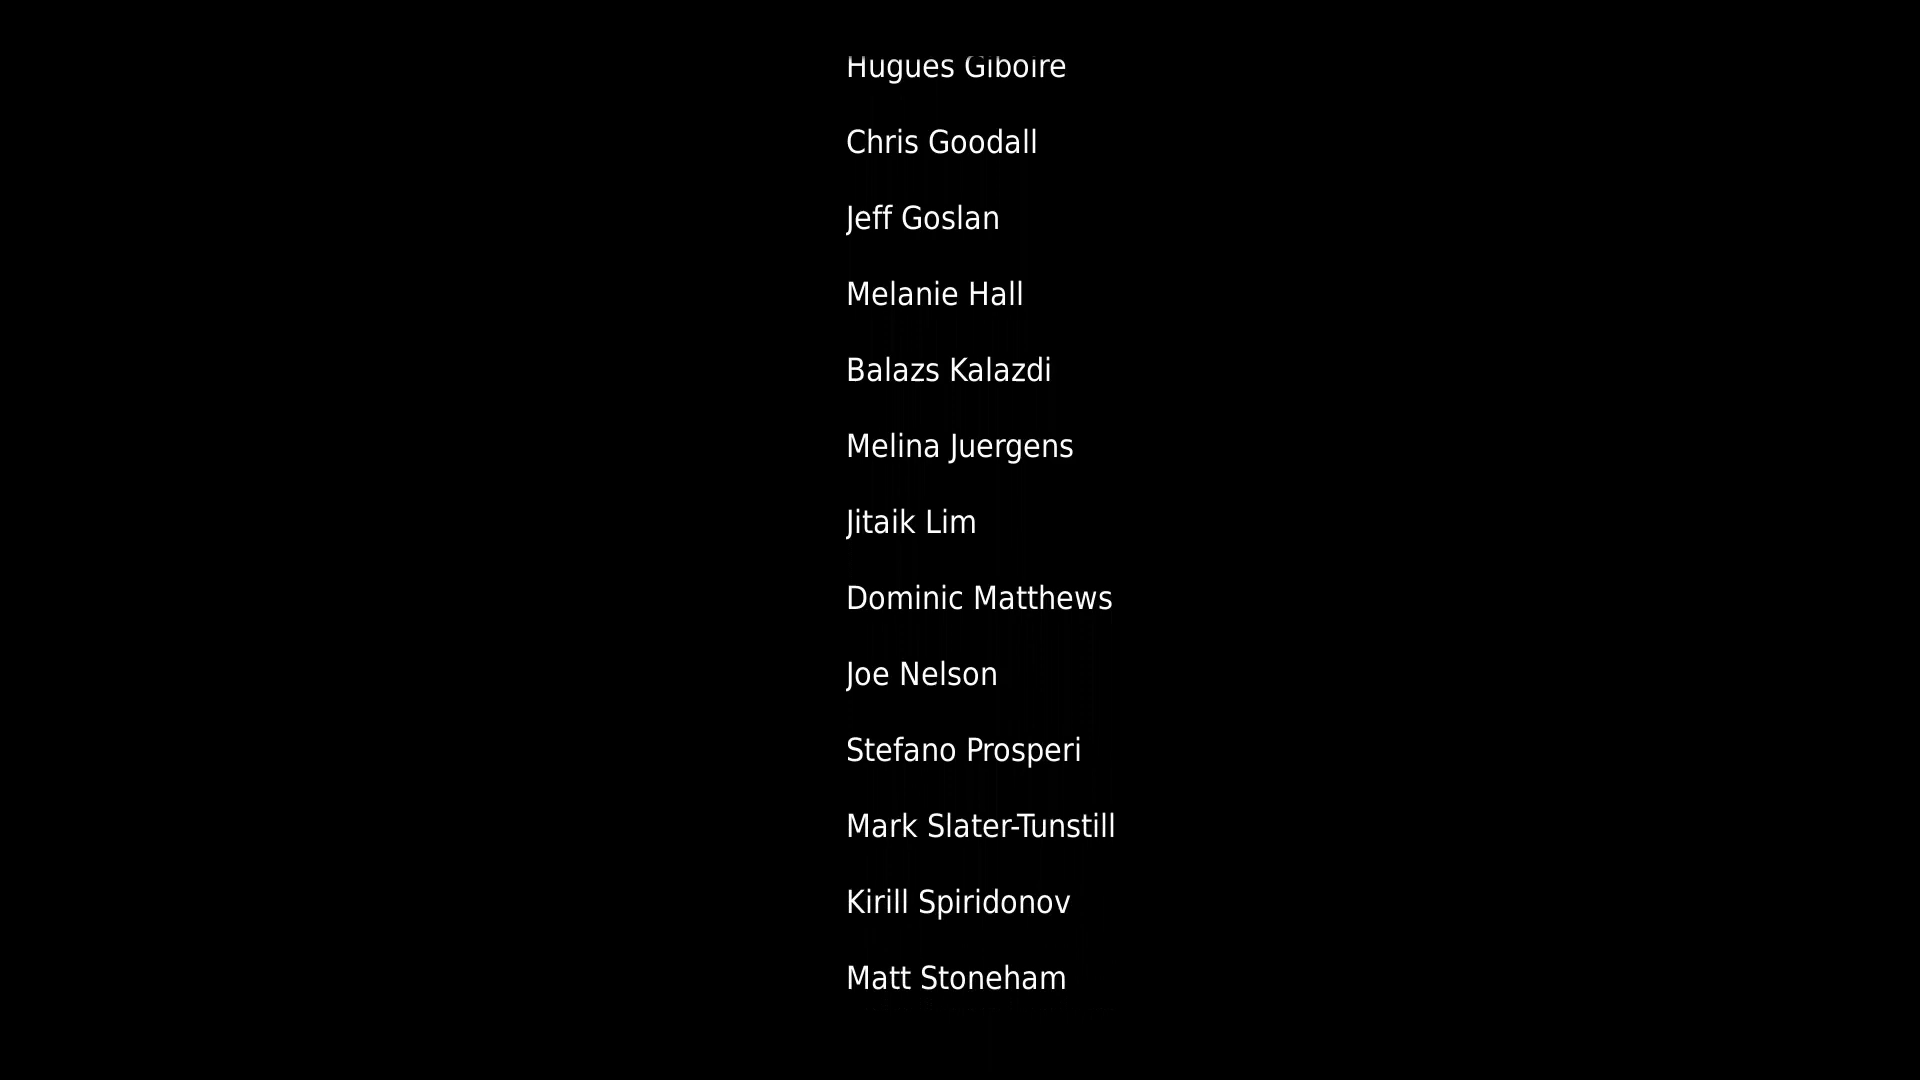 Hugues Giboire
Chris Goodall
Jeff Goslan
Melanie Hall
Balazs Kalazdi
Melina Juergens
Jitaik Lim
Dominic Matthews
Joe Nelson
Stefano Prosperi
Mark Slater-Tunstill
Kirill Spiridonov
Matt Stoneham